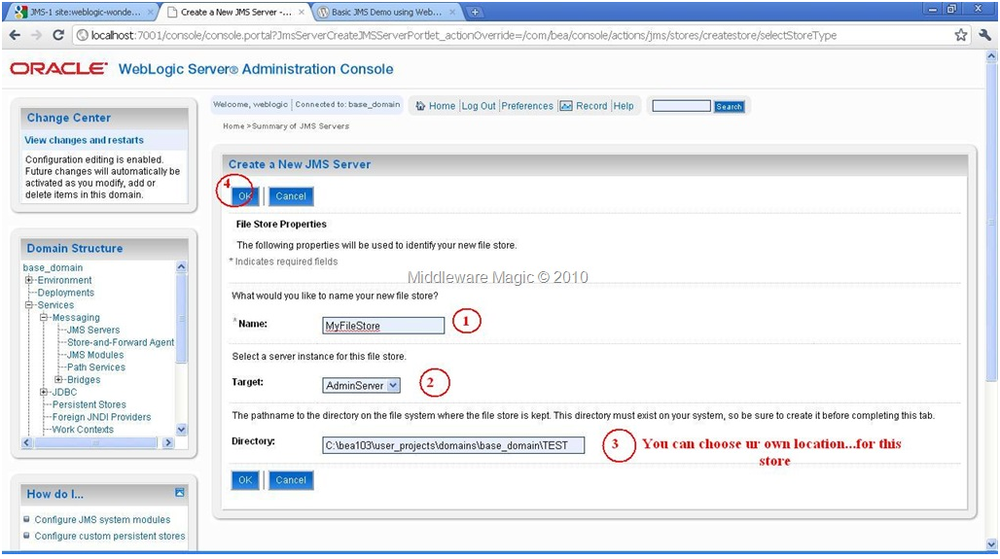 JMS-1 site:weblogic-wonde...
Create a New JMS Server - ...
Basic JMS Demo using Web...
localhost:7001/console/console.portal?JmsServerCreateJMSServerPortlet_actionOverride=/com/bea/console/actions/jms/stores/createstore/selectStoreType
ORACLE® WebLogic Server® Administration Console
Change Center
View changes and restarts
Configuration editing is enabled.
Future changes will automatically be
activated as you modify, add or
delete items in this domain.
Domain Structure
base_domain
Environment
Deployments
Services
Messaging
JMS Servers
Store-and-Forward Agent
JMS Modules
Path Services
Bridges
JDBC
Persistent Stores
Foreign JNDI Providers
Work Contexts
How do I...
Configure JMS system modules
Configure custom persistent stores
Welcome, weblogic Connected to: base_domain
Home Log Out Preferences Record Help
Search
Home >Summary of JMS Servers
Create a New JMS Server
4
OK Cancel
File Store Properties
The following properties will be used to identify your new file store.
* Indicates required fields
Middleware Magic © 2010
What would you like to name your new file store?
* Name: MyFileStore 1
Select a server instance for this file store.
Target: AdminServer 2
The pathname to the directory on the file system where the file store is kept. This directory must exist on your system, so be sure to create it before completing this tab.
Directory: C:\bea103\user_projects\domains\base_domain\TEST 3 You can choose ur own location...for this
store
OK Cancel